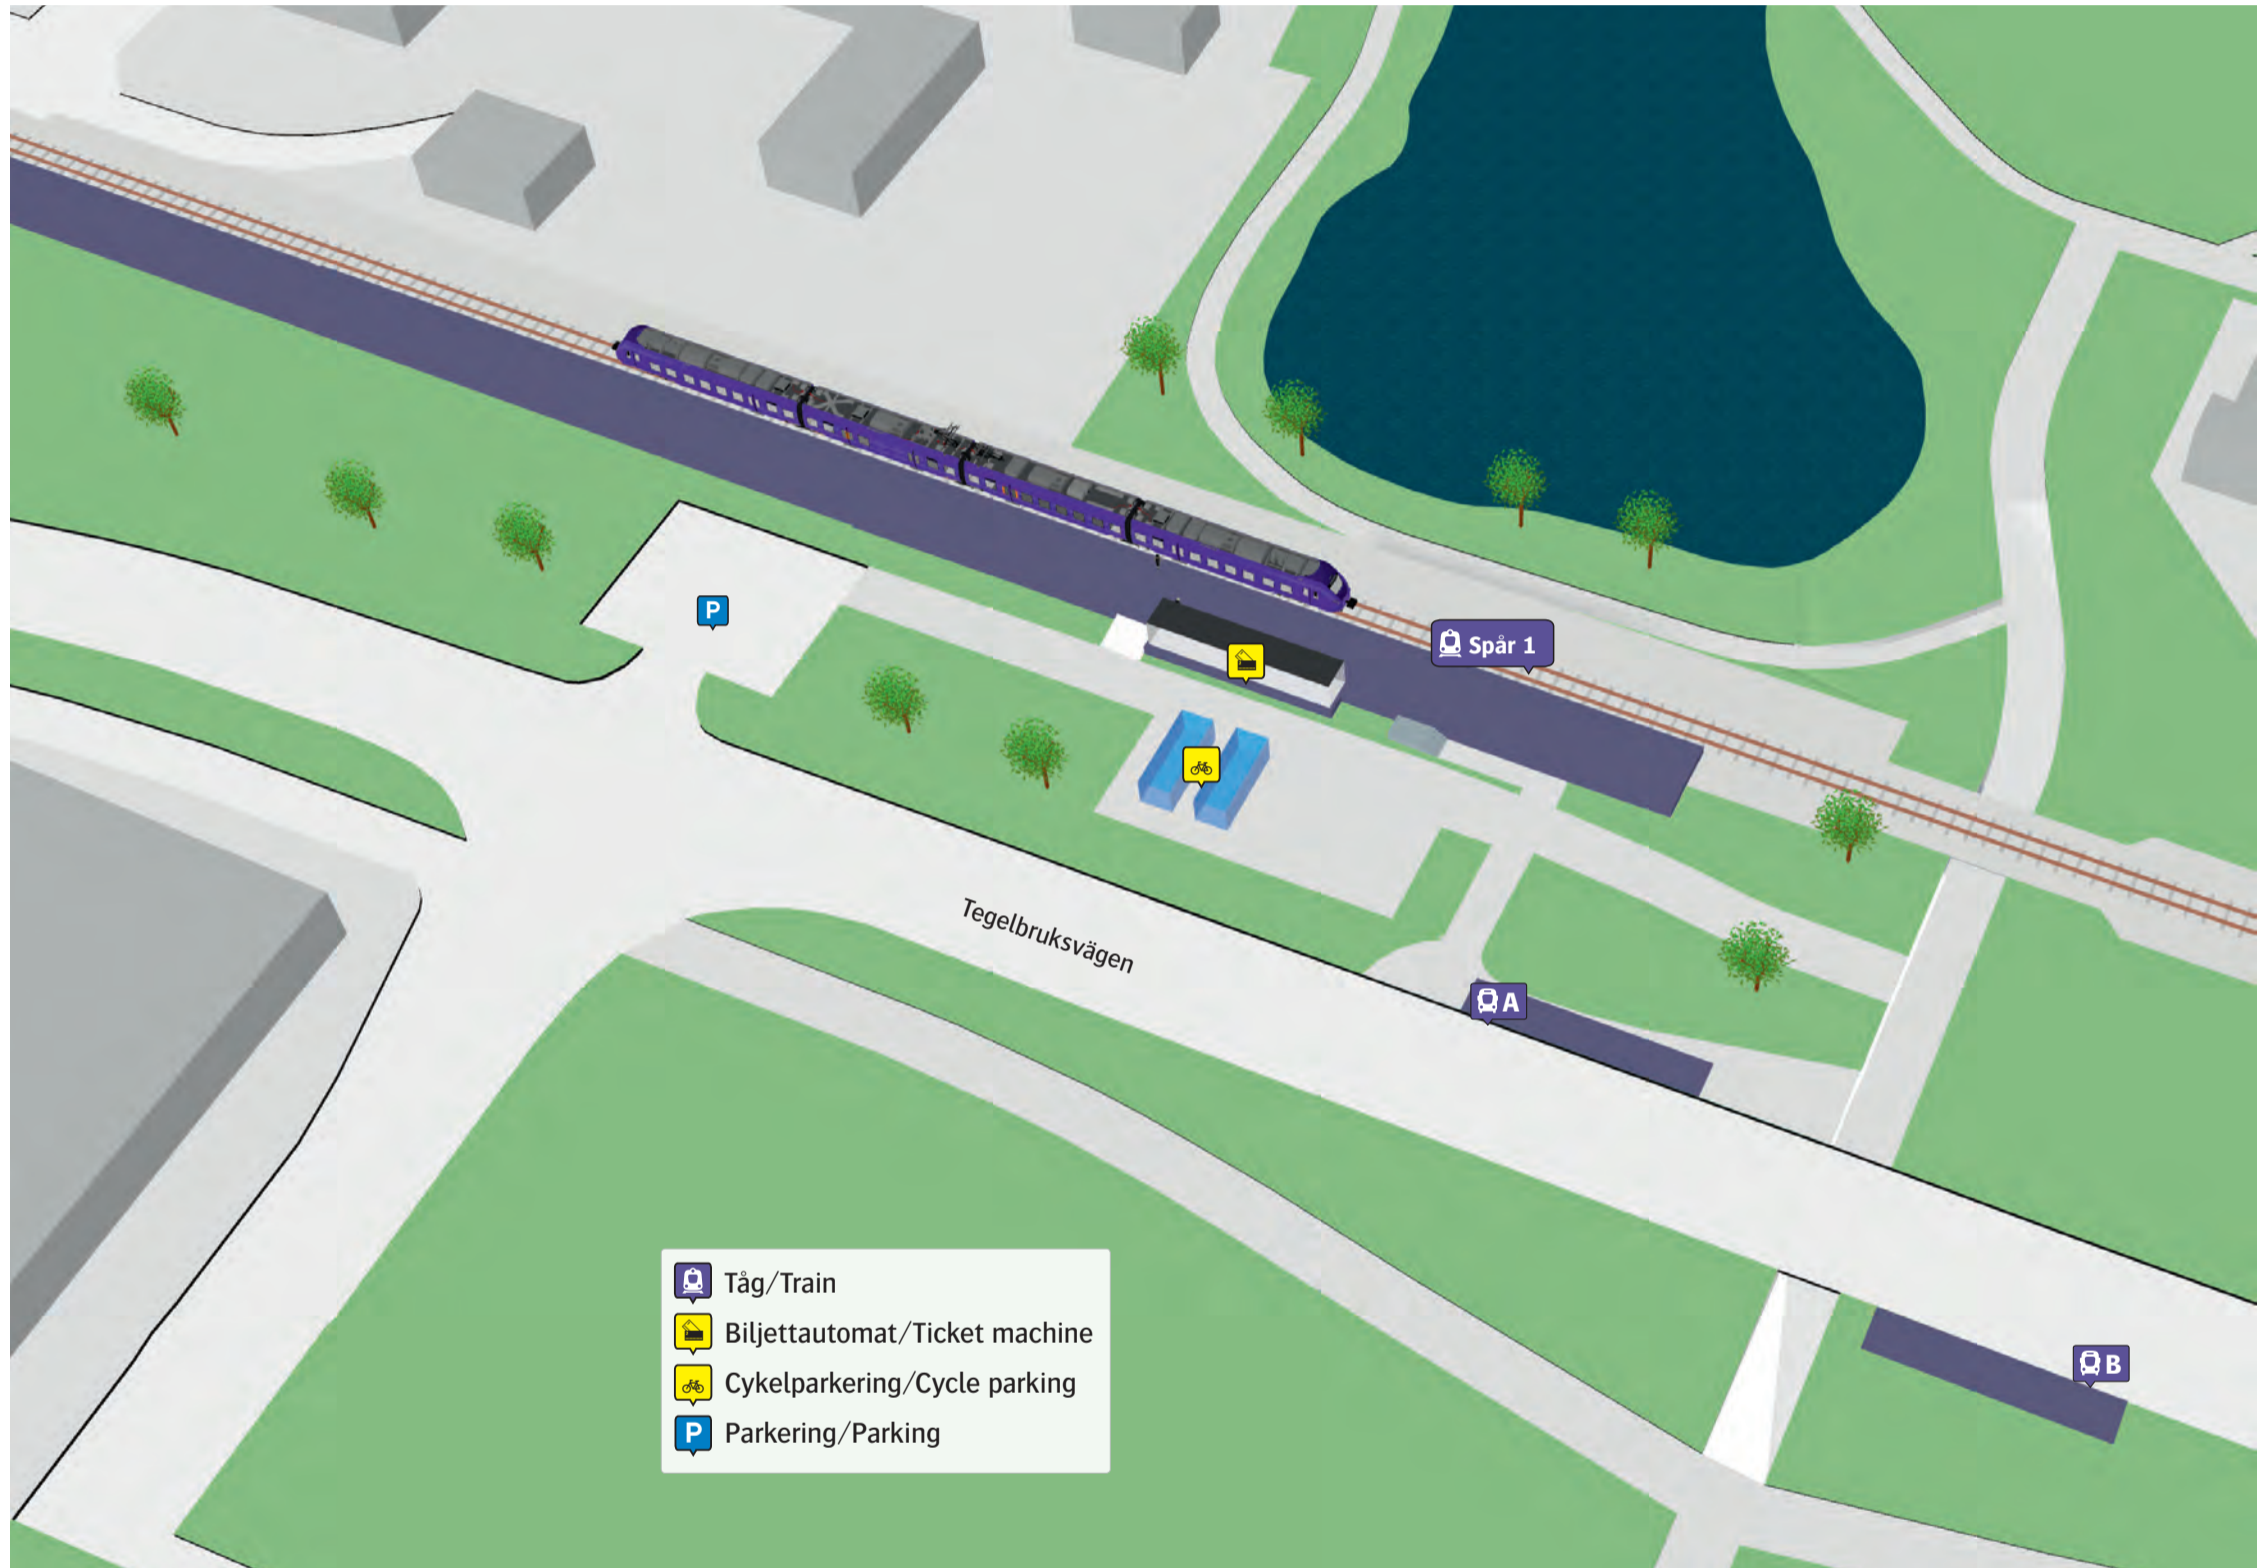 P
Spår 1
Tegelbruksvägen
A
B
Tåg/Train
Biljettautomat/Ticket machine
Cykelparkering/Cycle parking
P Parkering/Parking